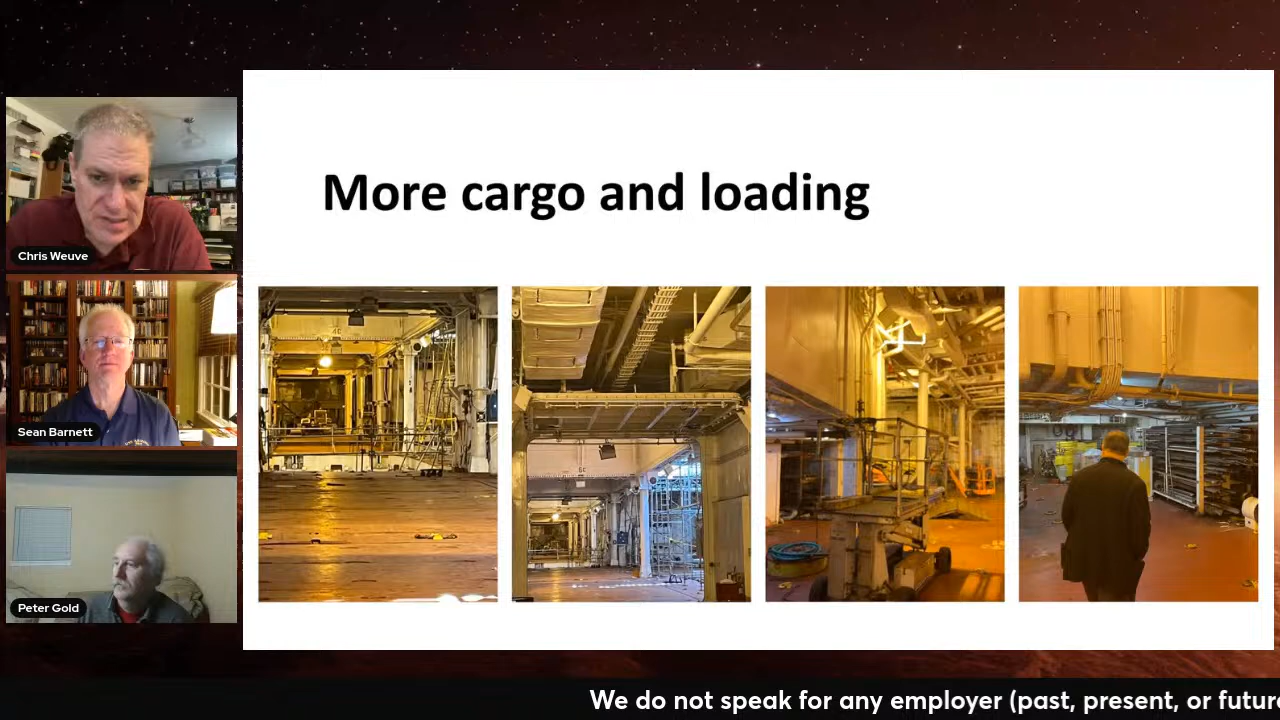 More cargo and loading
Chris Weuve
Sean Barnett
Peter Gold
We do not speak for any employer (past, present, or future